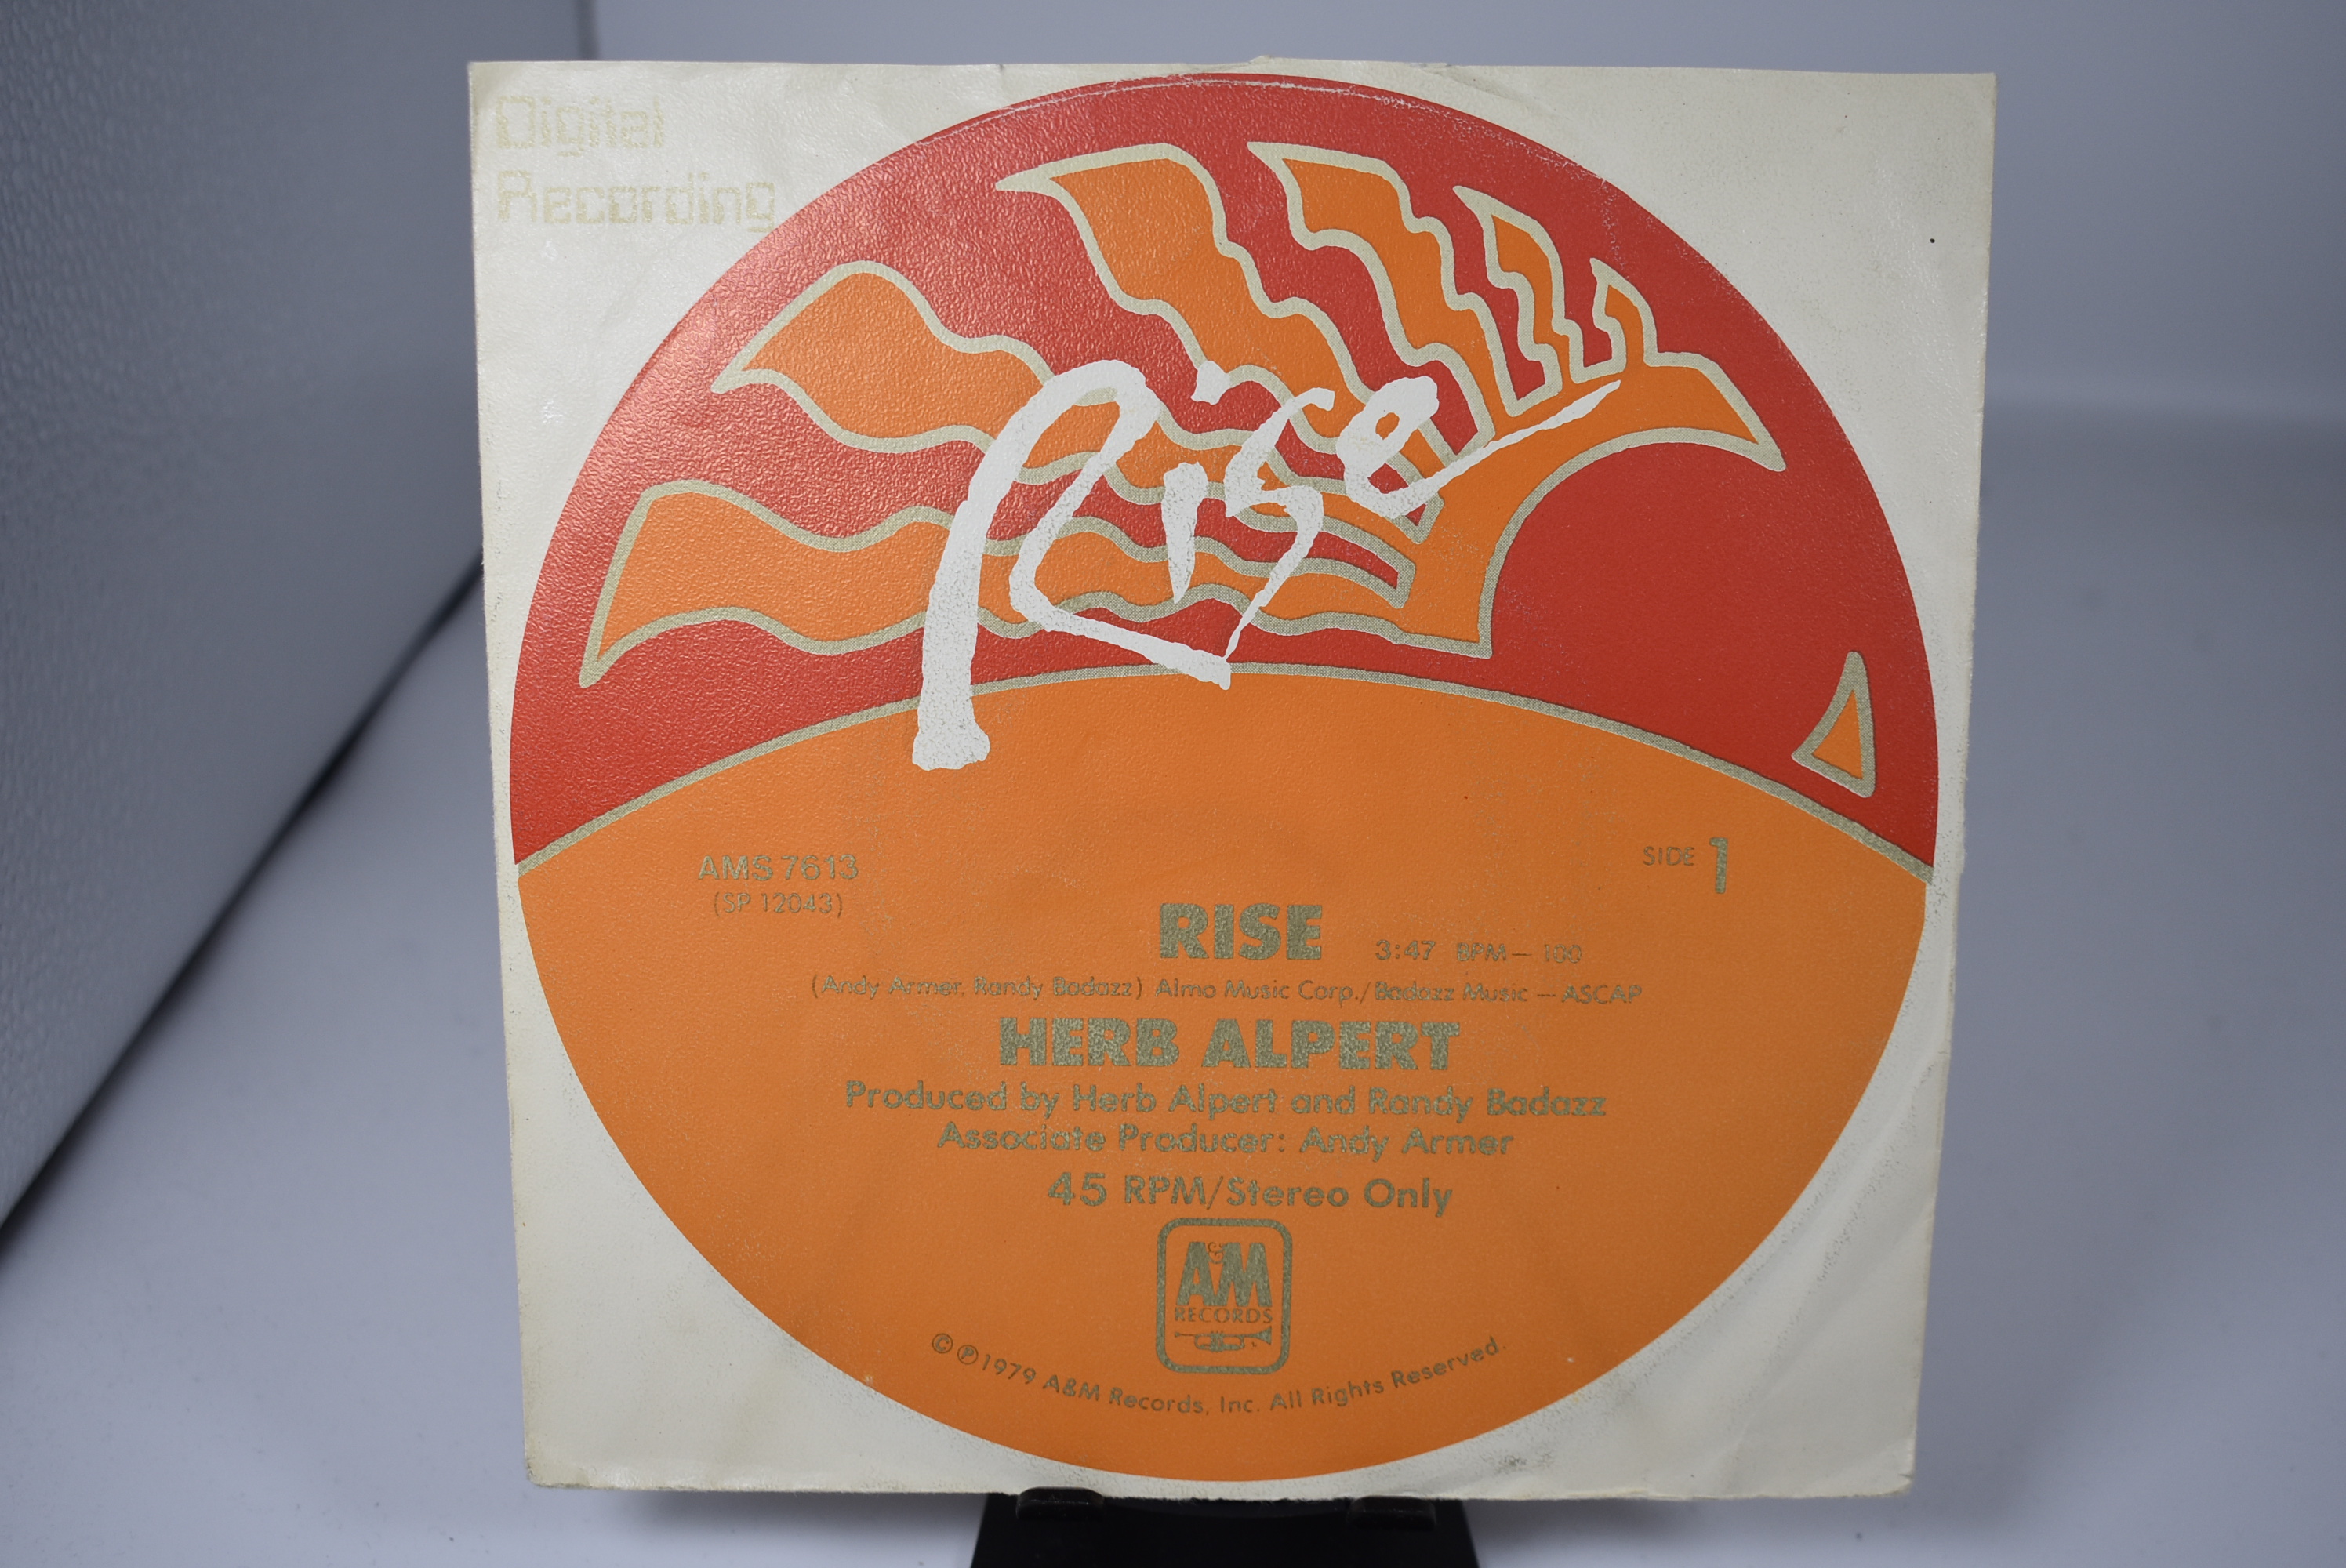 Digital
Recording
Rise
AMS 7613
(SP 12043)
SIDE 1
RISE 3:47 BPM — 100
(Andy Armer, Randy Badazz) Almo Music Corp./Badazz Music — ASCAP
HERB ALPERT
Produced by Herb Alpert and Randy Badazz
Associate Producer: Andy Armer
45 RPM/Stereo Only
A&M
RECORDS
©℗1979 A&M Records, Inc. All Rights Reserved.